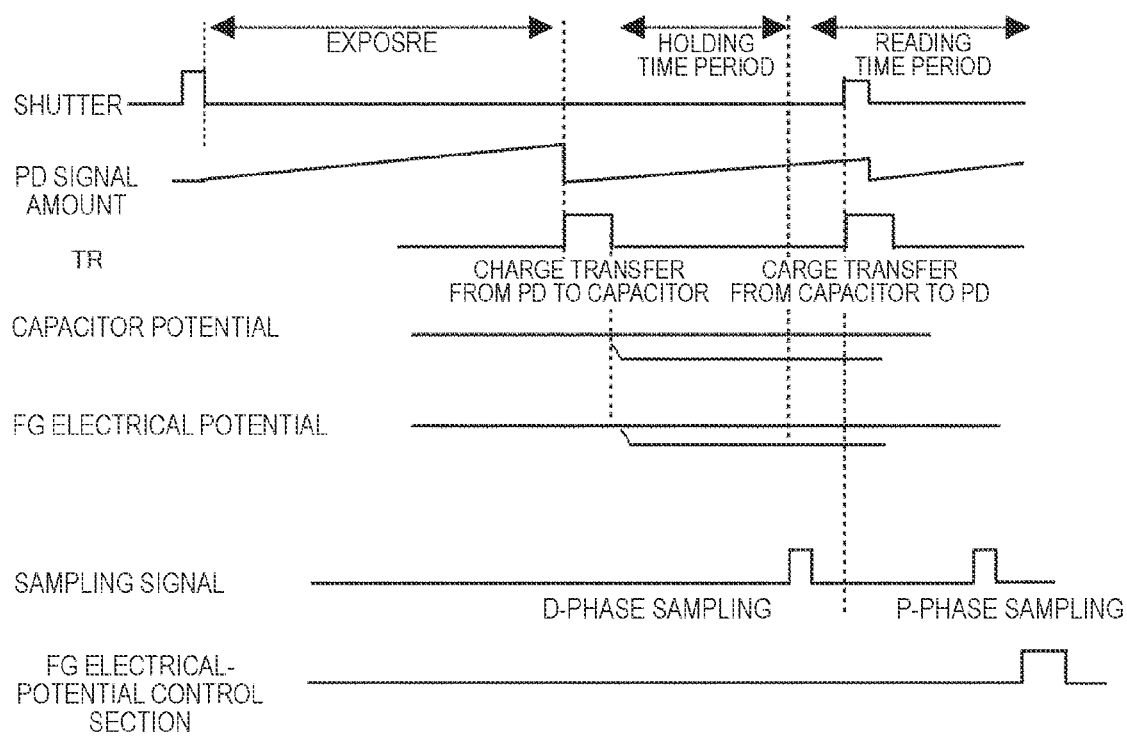 EXPOSRE
HOLDING
TIME PERIOD
READING
TIME PERIOD
SHUTTER
PD SIGNAL
AMOUNT
TR
CHARGE TRANSFER
FROM PD TO CAPACITOR
CARGE TRANSFER
FROM CAPACITOR TO PD
CAPACITOR POTENTIAL
FG ELECTRICAL POTENTIAL
SAMPLING SIGNAL
D-PHASE SAMPLING
P-PHASE SAMPLING
FG ELECTRICAL-
POTENTIAL CONTROL
SECTION